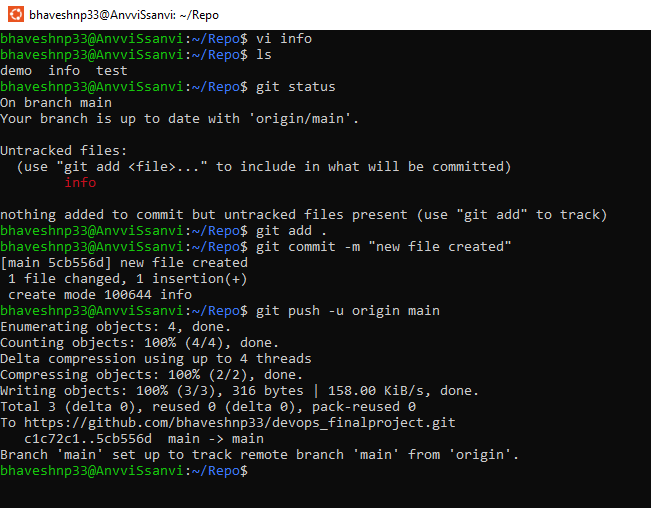 bhaveshnp33@AnvviSsanvi: ~/Repo
bhaveshnp33@AnvviSsanvi:~/Repo$ vi info
bhaveshnp33@AnvviSsanvi:~/Repo$ ls
demo  info  test
bhaveshnp33@AnvviSsanvi:~/Repo$ git status
On branch main
Your branch is up to date with 'origin/main'.
Untracked files:
  (use "git add <file>..." to include in what will be committed)
        info
nothing added to commit but untracked files present (use "git add" to track)
bhaveshnp33@AnvviSsanvi:~/Repo$ git add .
bhaveshnp33@AnvviSsanvi:~/Repo$ git commit -m "new file created"
[main 5cb556d] new file created
 1 file changed, 1 insertion(+)
 create mode 100644 info
bhaveshnp33@AnvviSsanvi:~/Repo$ git push -u origin main
Enumerating objects: 4, done.
Counting objects: 100% (4/4), done.
Delta compression using up to 4 threads
Compressing objects: 100% (2/2), done.
Writing objects: 100% (3/3), 316 bytes | 158.00 KiB/s, done.
Total 3 (delta 0), reused 0 (delta 0), pack-reused 0
To https://github.com/bhaveshnp33/devops_finalproject.git
   c1c72c1..5cb556d  main -> main
Branch 'main' set up to track remote branch 'main' from 'origin'.
bhaveshnp33@AnvviSsanvi:~/Repo$